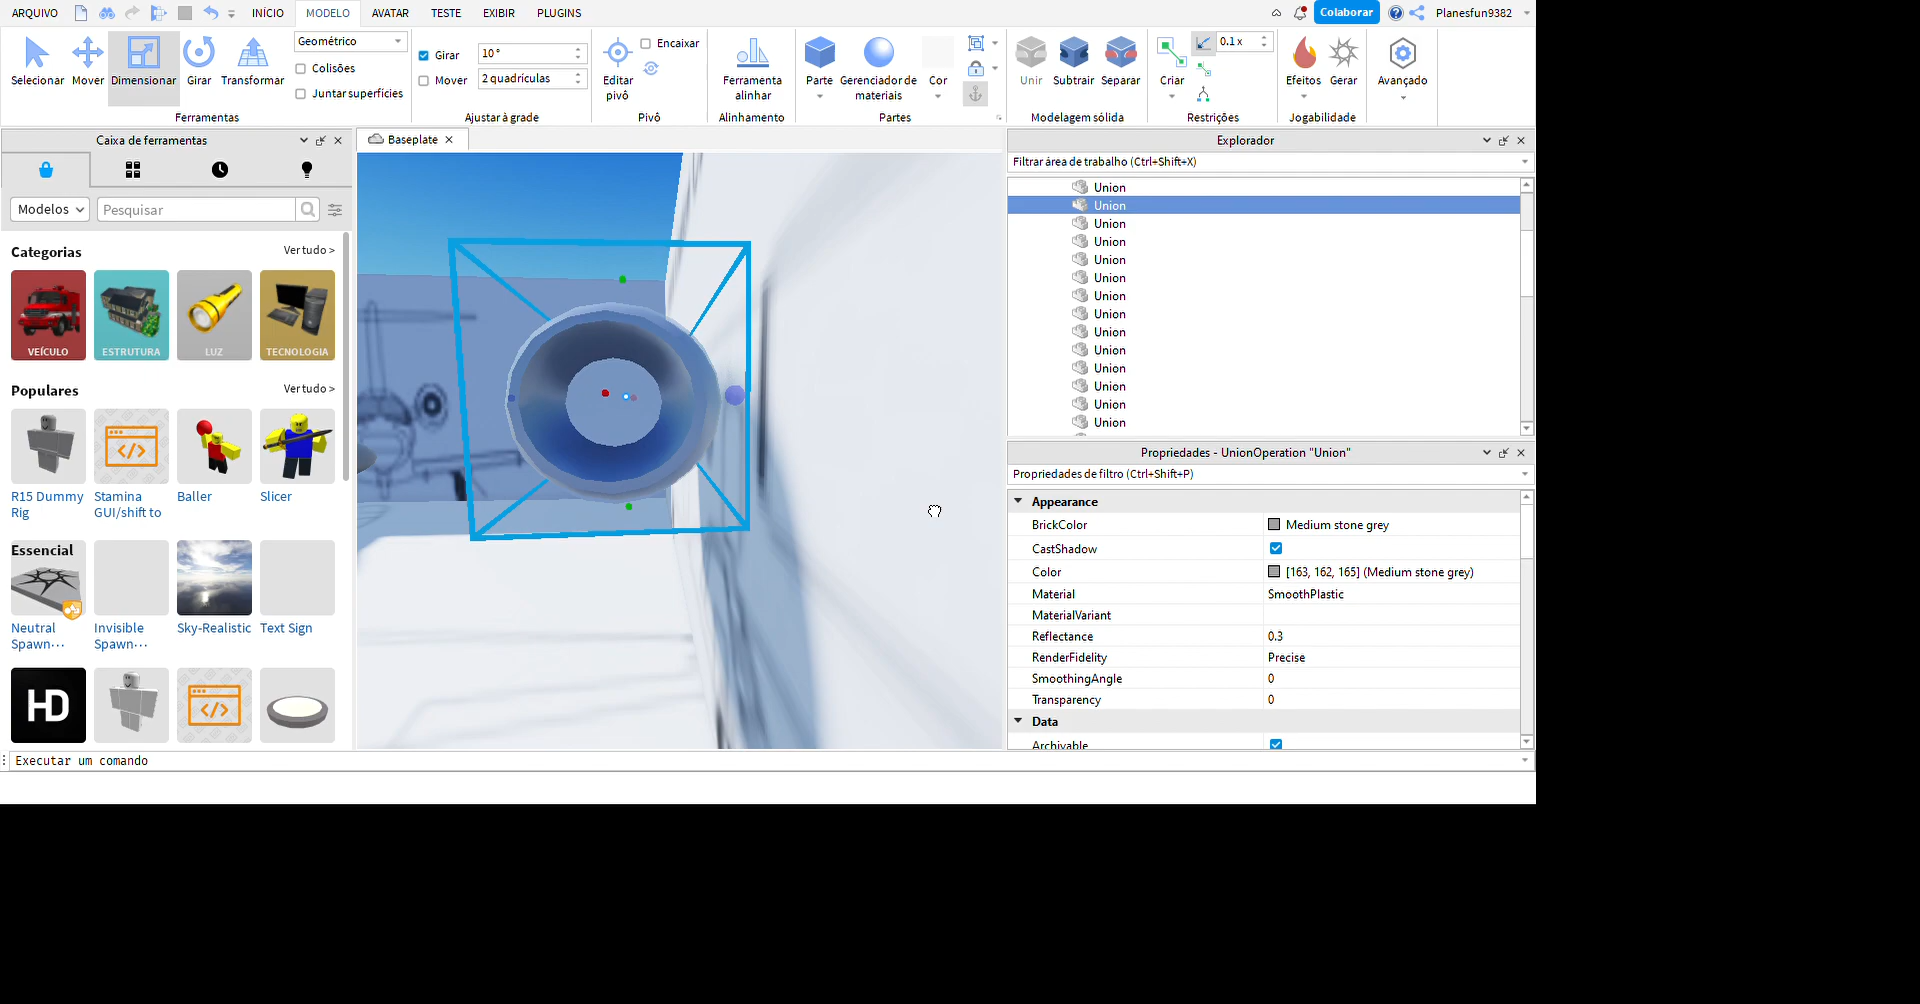 ARQUIVO
INÍCIO
MODELO
AVATAR
TESTE
EXIBIR
PLUGINS
Colaborar
Planesfun9382
Selecionar
Mover
Dimensionar
Girar
Transformar
Geométrico
Colisões
Juntar superfícies
Ferramentas
Girar
10 °
Mover
2 quadrículas
Ajustar à grade
Editar
pivô
Encaixar
Pivô
Ferramenta
alinhar
Alinhamento
Parte
Gerenciador de
materiais
Cor
Partes
Unir
Subtrair
Separar
Modelagem sólida
Criar
0.1 x
Restrições
Efeitos
Gerar
Jogabilidade
Avançado
Caixa de ferramentas
Modelos
Pesquisar
Categorias
Ver tudo >
VEÍCULO
ESTRUTURA
LUZ
TECNOLOGIA
Populares
Ver tudo >
R15 Dummy
Rig
Stamina
GUI/shift to
Baller
Slicer
Essencial
Neutral
Spawn...
Invisible
Spawn...
Sky-Realistic
Text Sign
HD
Baseplate
Explorador
Filtrar área de trabalho (Ctrl+Shift+X)
Union
Union
Union
Union
Union
Union
Union
Union
Union
Union
Union
Union
Union
Union
Propriedades - UnionOperation "Union"
Propriedades de filtro (Ctrl+Shift+P)
Appearance
BrickColor
Medium stone grey
CastShadow
Color
[163, 162, 165] (Medium stone grey)
Material
SmoothPlastic
MaterialVariant
Reflectance
0.3
RenderFidelity
Precise
SmoothingAngle
0
Transparency
0
Data
Archivable
Executar um comando